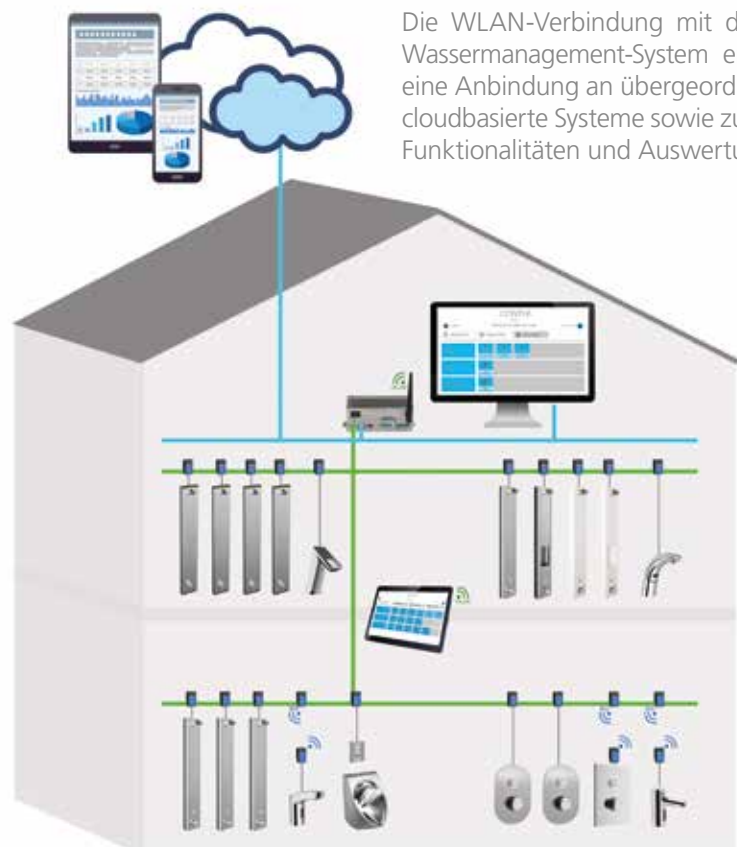 Die WLAN-Verbindung mit d
Wassermanagement-System e
eine Anbindung an übergeord
cloudbasierte Systeme sowie zu
Funktionalitäten und Auswertu